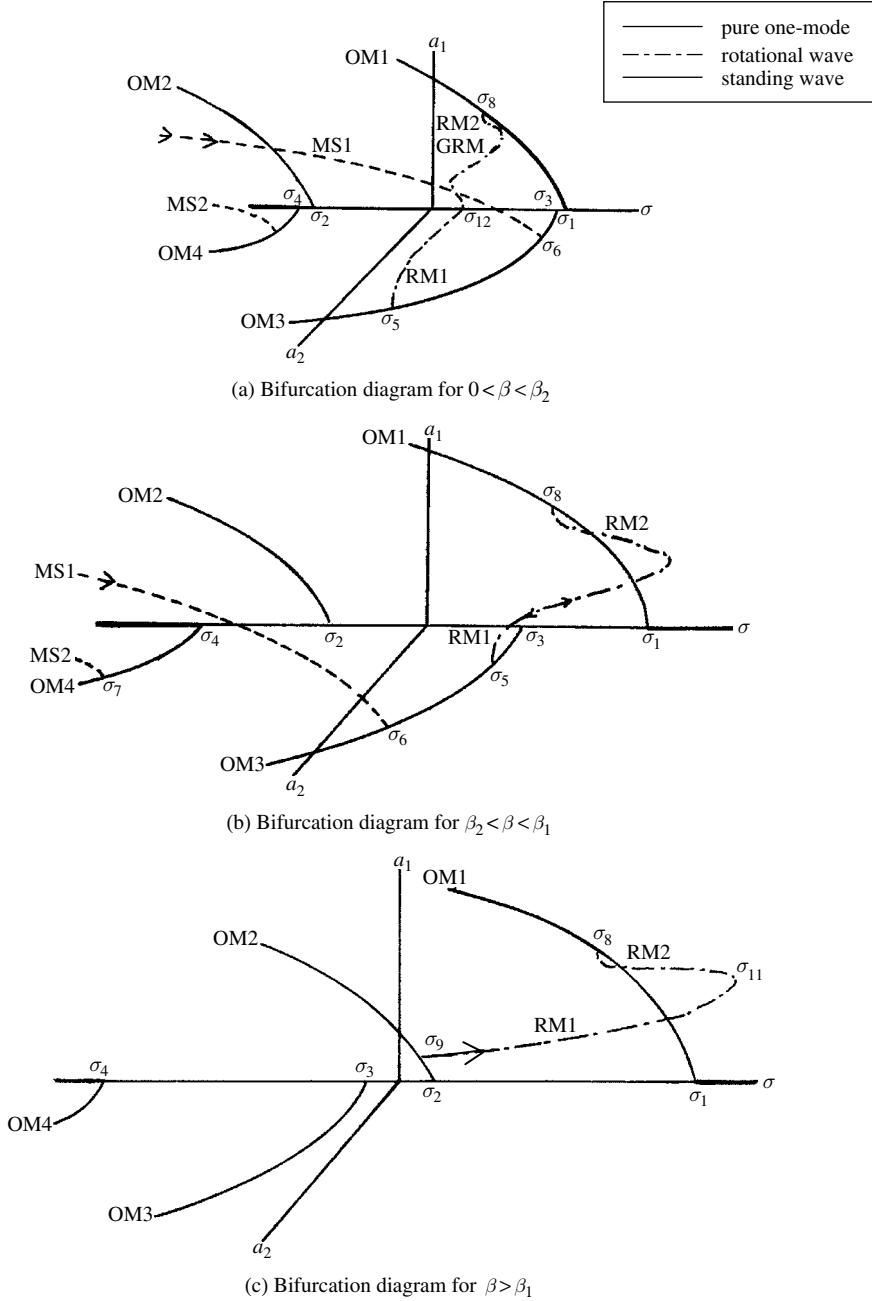 pure one-mode
rotational wave
standing wave
a₁
OM1
OM2
σ₈
RM2
GRM
MS1
σ₄
σ₃
MS2
σ₂
σ₁₂
σ₁
σ
OM4
σ₆
RM1
OM3
σ₅
a₂
(a) Bifurcation diagram for 0 < β < β₂
a₁
OM1
OM2
σ₈
RM2
MS1
σ₄
σ₂
RM1
σ₃
σ₁
σ
MS2
σ₇
σ₅
OM4
σ₆
OM3
a₂
(b) Bifurcation diagram for β₂ < β < β₁
a₁
OM1
OM2
σ₈
RM2
σ₁₁
σ₉
RM1
σ₄
σ₃
σ₂
σ₁
σ
OM4
OM3
a₂
(c) Bifurcation diagram for β > β₁